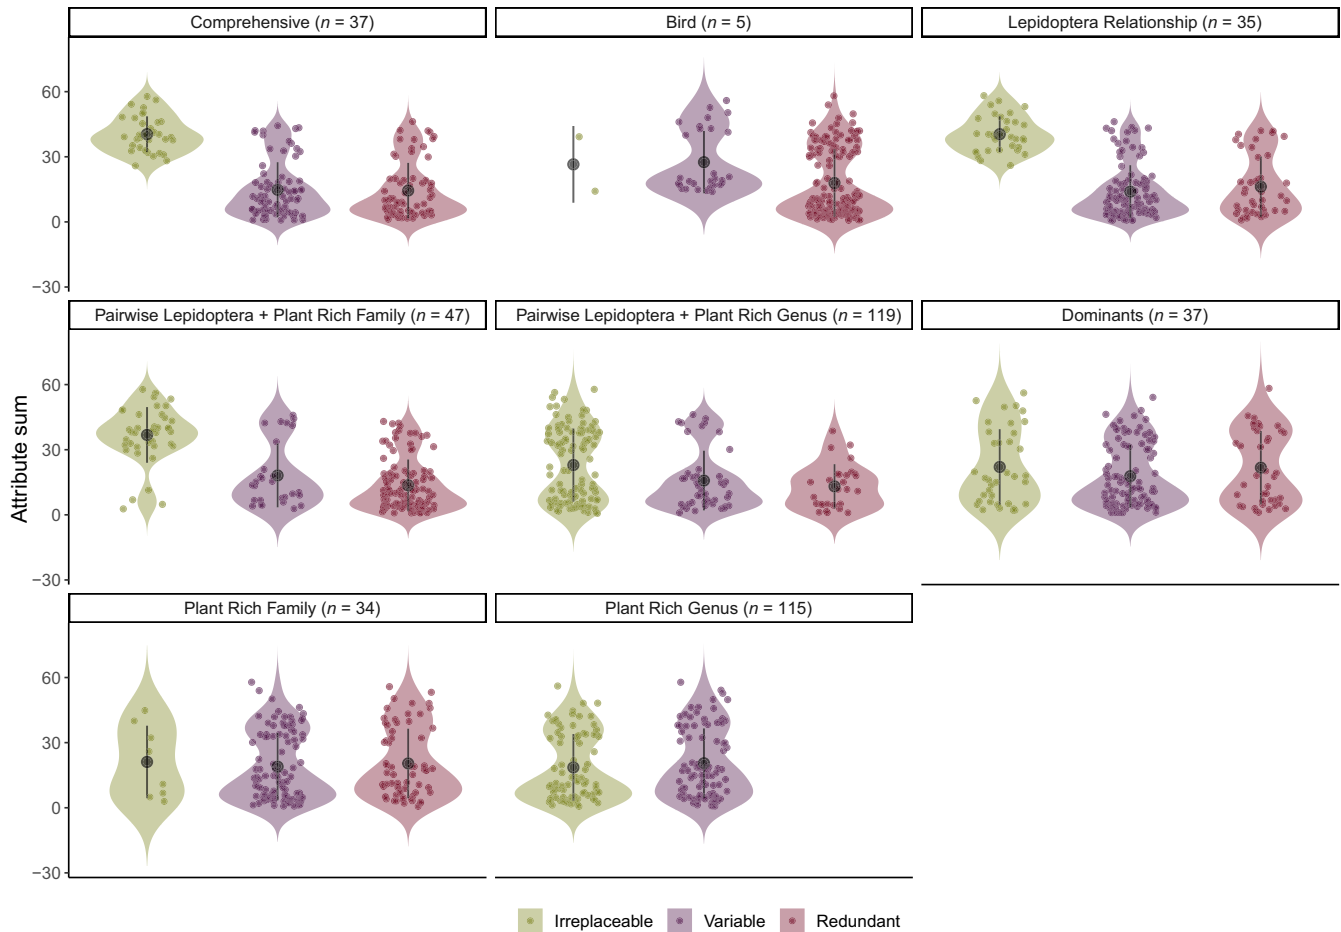 Comprehensive (n = 37)
Bird (n = 5)
Lepidoptera Relationship (n = 35)
60
30
0
−30
Pairwise Lepidoptera + Plant Rich Family (n = 47)
Pairwise Lepidoptera + Plant Rich Genus (n = 119)
Dominants (n = 37)
Attribute sum
60
30
0
−30
Plant Rich Family (n = 34)
Plant Rich Genus (n = 115)
60
30
0
−30
Irreplaceable
Variable
Redundant